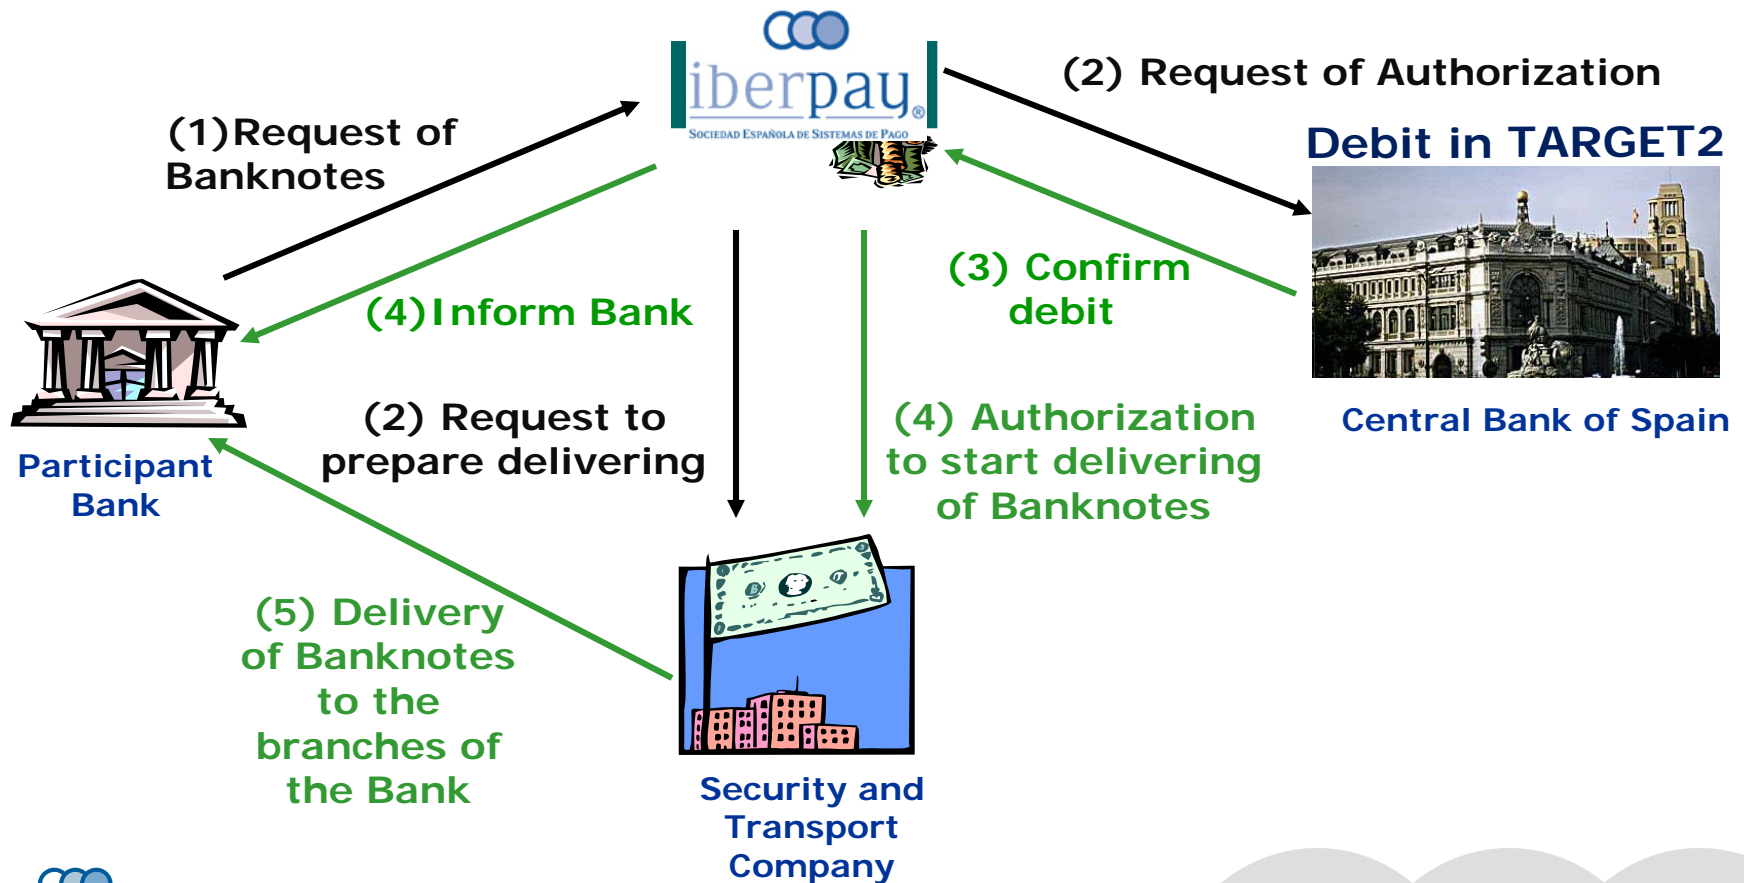 iberpay®
SOCIEDAD ESPAÑOLA DE SISTEMAS DE PAGO
(2) Request of Authorization
Debit in TARGET2
(1)Request of
Banknotes
(3) Confirm
debit
(4)Inform Bank
(2) Request to
prepare delivering
(4) Authorization
to start delivering
of Banknotes
Central Bank of Spain
Participant
Bank
(5) Delivery
of Banknotes
to the
branches of
the Bank
Security and
Transport
Company